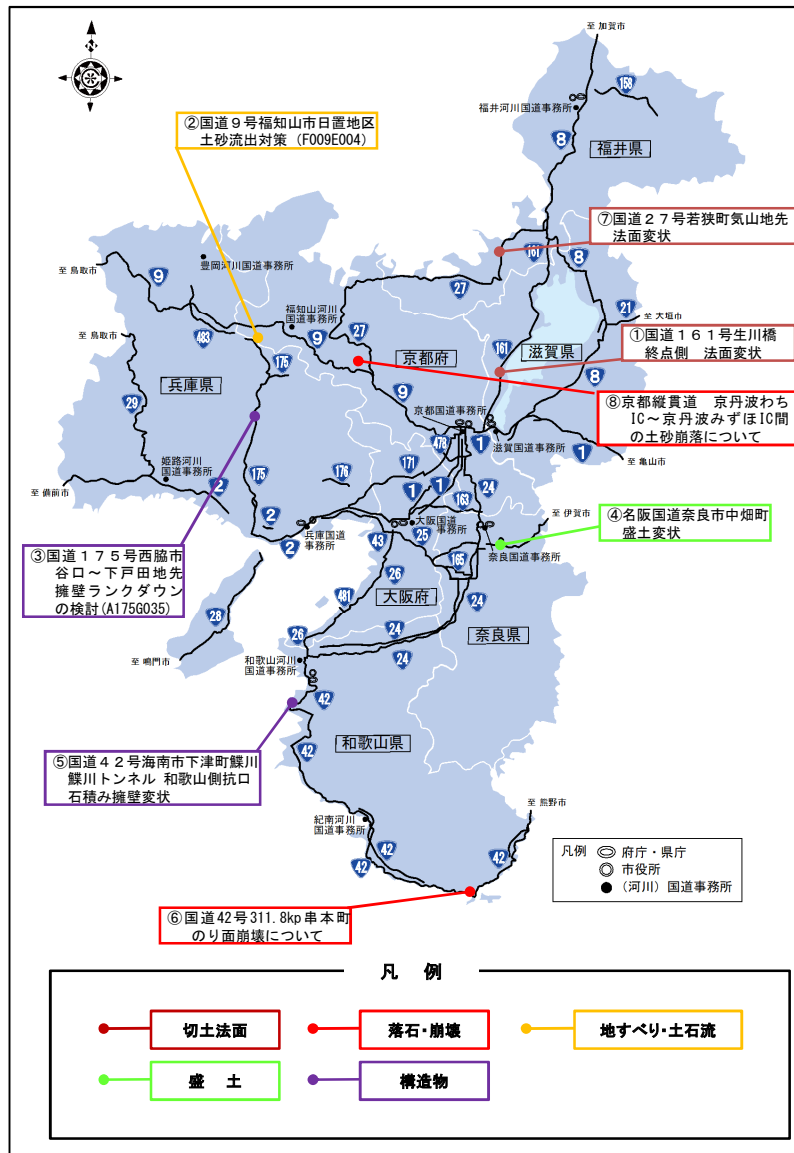 至 加賀市
N
158
福井河川国道事務所
②国道９号福知山市日置地区
土砂流出対策（F009E004）
8
福井県
⑦国道２７号若狭町気山地先
法面変状
161
8
至 鳥取市
9
豊岡河川国道事務所
27
21
至 大垣市
福知山河川
国道事務所
至 鳥取市
483
9
27
京都府
161
滋賀県
①国道１６１号生川橋
終点側　法面変状
176
兵庫県
8
29
9
京都国道事務所
⑧京都縦貫道　京丹波わち
IC～京丹波みずほIC間
の土砂崩落について
478
1
滋賀国道事務所
1
至 亀山市
姫路河川
国道事務所
175
176
171
至 備前市
2
1
1
163
24
至 伊賀市
④名阪国道奈良市中畑町
盛土変状
2
兵庫国道
事務所
大阪国道
事務所
2
43
25
奈良国道事務所
③国道１７５号西脇市
谷口～下戸田地先
擁壁ランクダウン
の検討(A175G035)
165
26
大阪府
481
24
28
26
24
奈良県
至 鳴門市
和歌山河川
国道事務所
24
42
和歌山県
42
⑤国道４２号海南市下津町鰈川
鰈川トンネル 和歌山側抗口
石積み擁壁変状
至 熊野市
紀南河川
国道事務所
42
42
42
凡例
府庁・県庁
市役所
（河川）国道事務所
⑥国道42号311.8kp串本町
のり面崩壊について
凡　例
切土法面
落石・崩壊
地すべり・土石流
盛　土
構造物